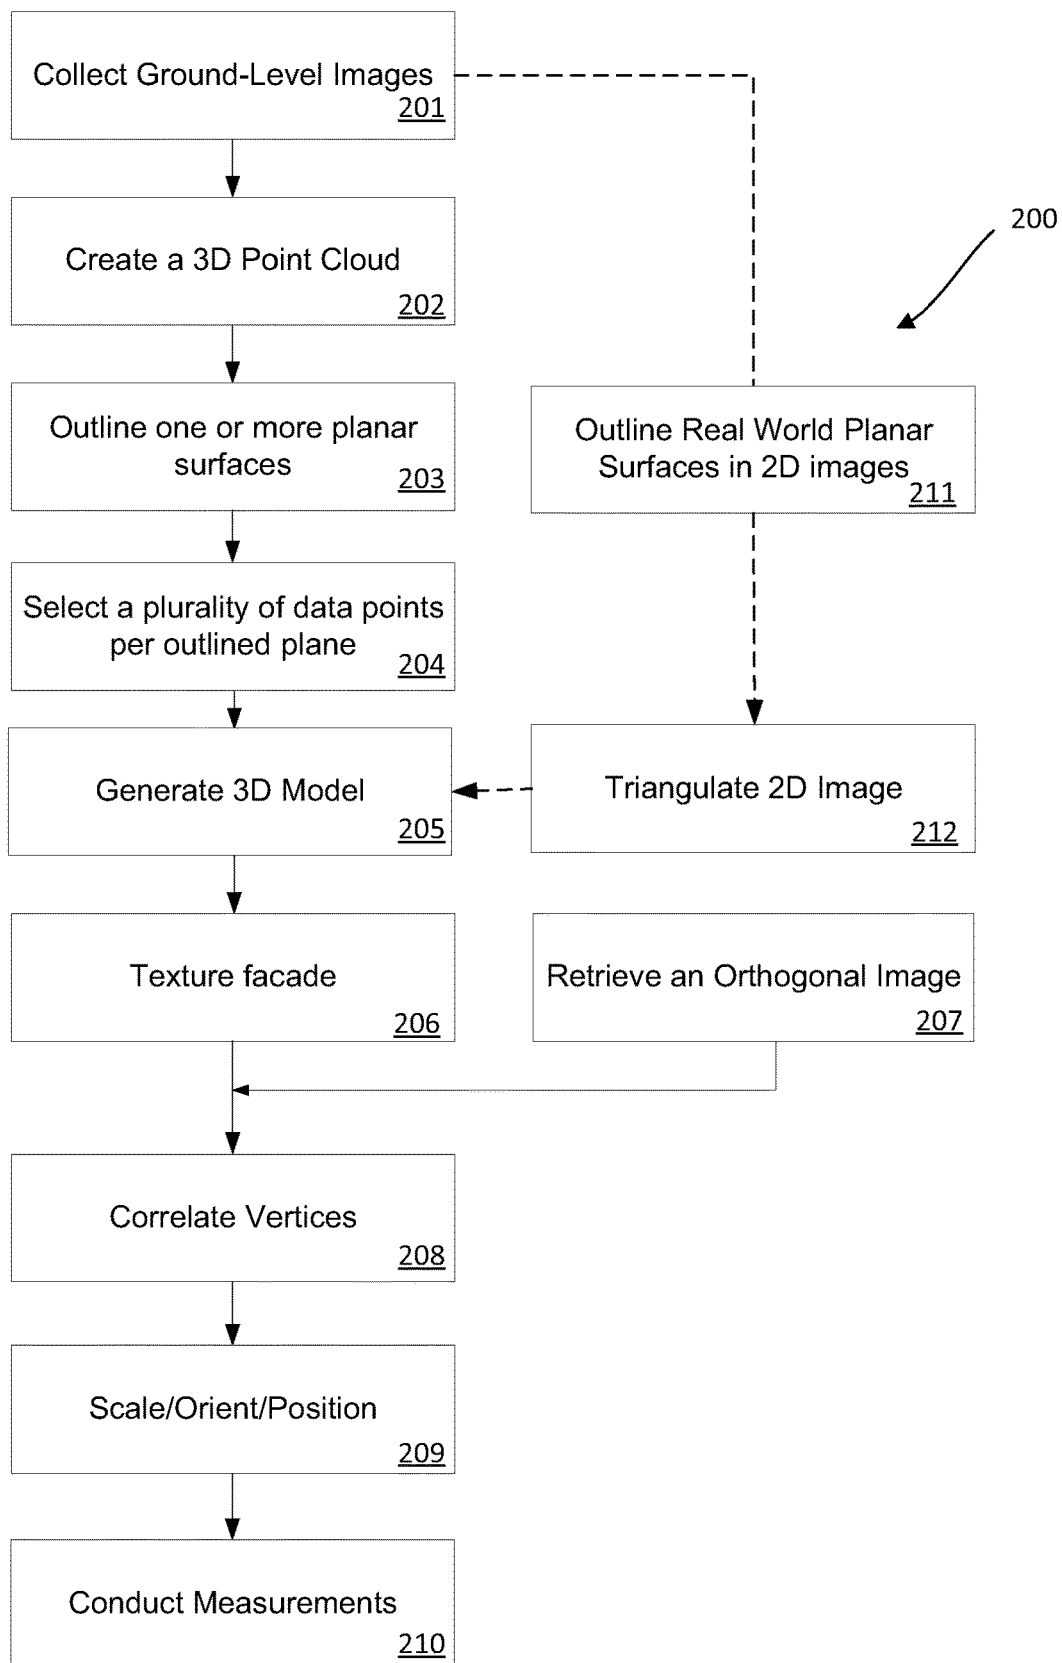 Collect Ground-Level Images
201
200
Create a 3D Point Cloud
202
Outline one or more planar
surfaces
203
Outline Real World Planar
Surfaces in 2D images
211
Select a plurality of data points
per outlined plane
204
Generate 3D Model
205
Triangulate 2D Image
212
Texture facade
206
Retrieve an Orthogonal Image
207
Correlate Vertices
208
Scale/Orient/Position
209
Conduct Measurements
210